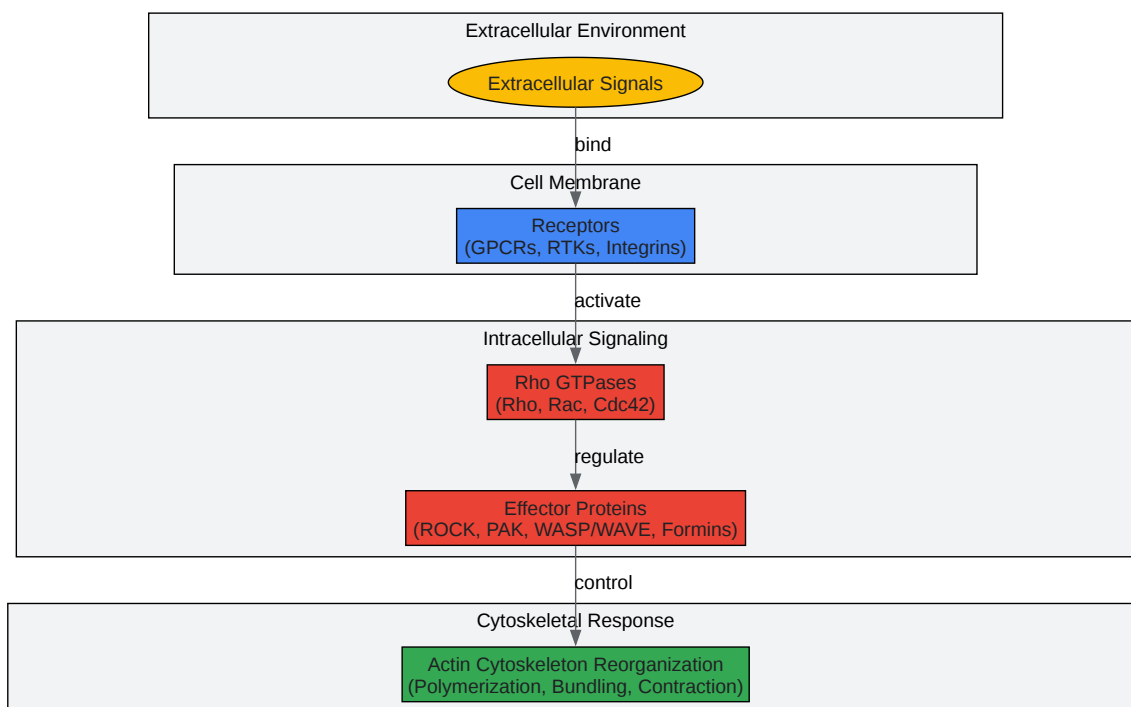 Extracellular Environment
Extracellular Signals
bind
Cell Membrane
Receptors
(GPCRs, RTKs, Integrins)
activate
Intracellular Signaling
Rho GTPases
(Rho, Rac, Cdc42)
regulate
Effector Proteins
(ROCK, PAK, WASP/WAVE, Formins)
control
Cytoskeletal Response
Actin Cytoskeleton Reorganization
(Polymerization, Bundling, Contraction)